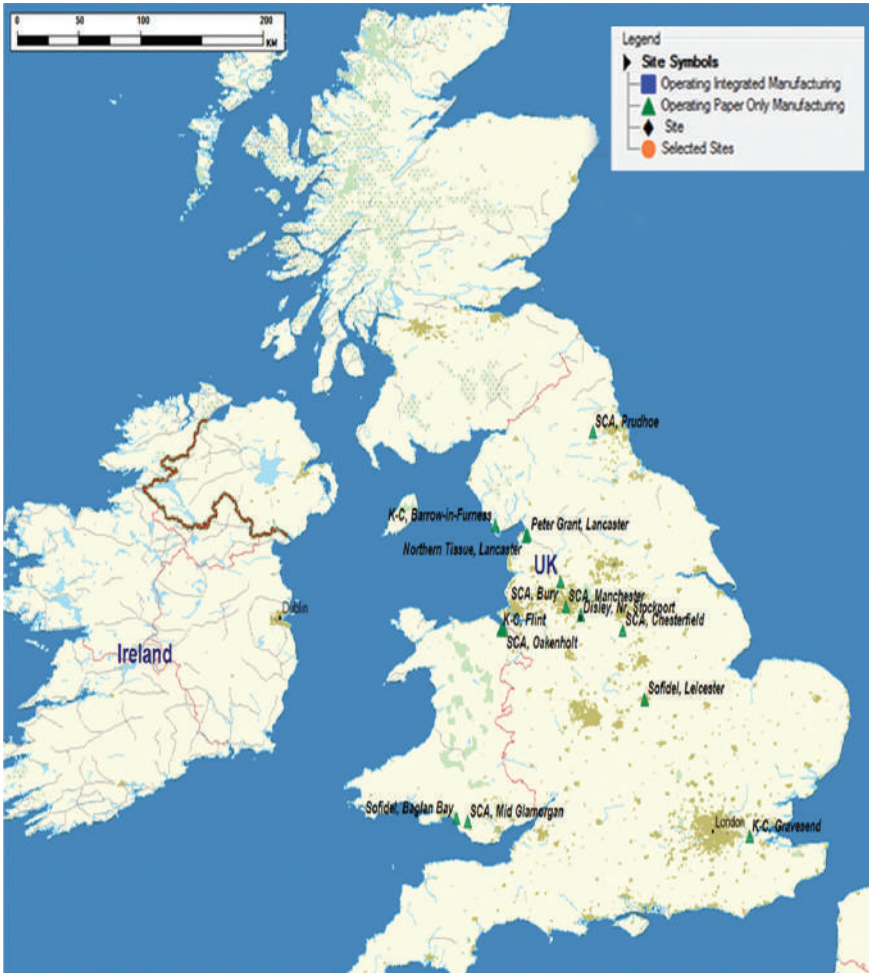 0 50 100 200
KM
Legend
Site Symbols
Operating Integrated Manufacturing
Operating Paper Only Manufacturing
Site
Selected Sites
SCA, Prudhoe
K-C, Barrow-in-Furness
Peter Grant, Lancaster
Northern Tissue, Lancaster
UK
SCA, Bury
SCA, Manchester
Disley, Nr. Stockport
Dublin
K-C, Flint
SCA, Chesterfield
SCA, Oakenholt
Ireland
Sofidel, Leicester
Sofidel, Baglan Bay
SCA, Mid Glamorgan
London
K-C, Gravesend